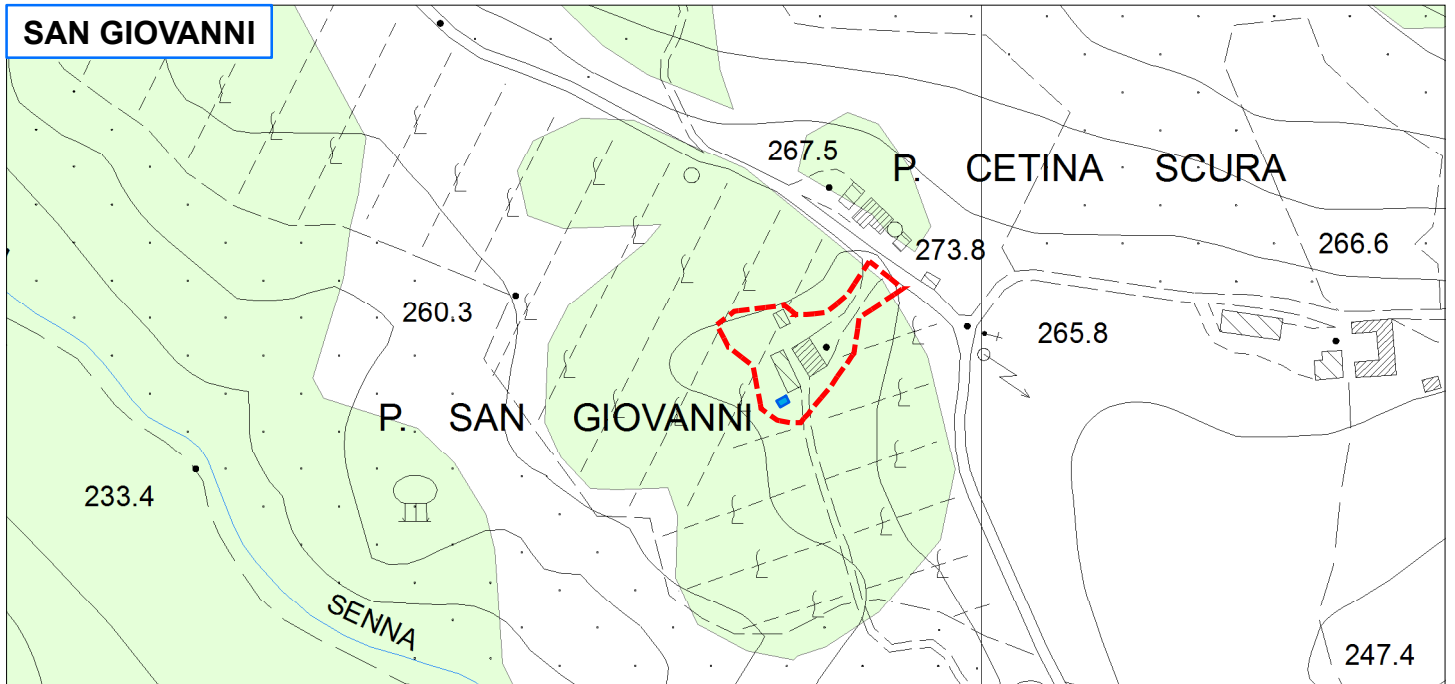 SAN GIOVANNI
267.5
P. CETINA SCURA
273.8
266.6
260.3
265.8
P. SAN GIOVANNI
233.4
SENNA
247.4